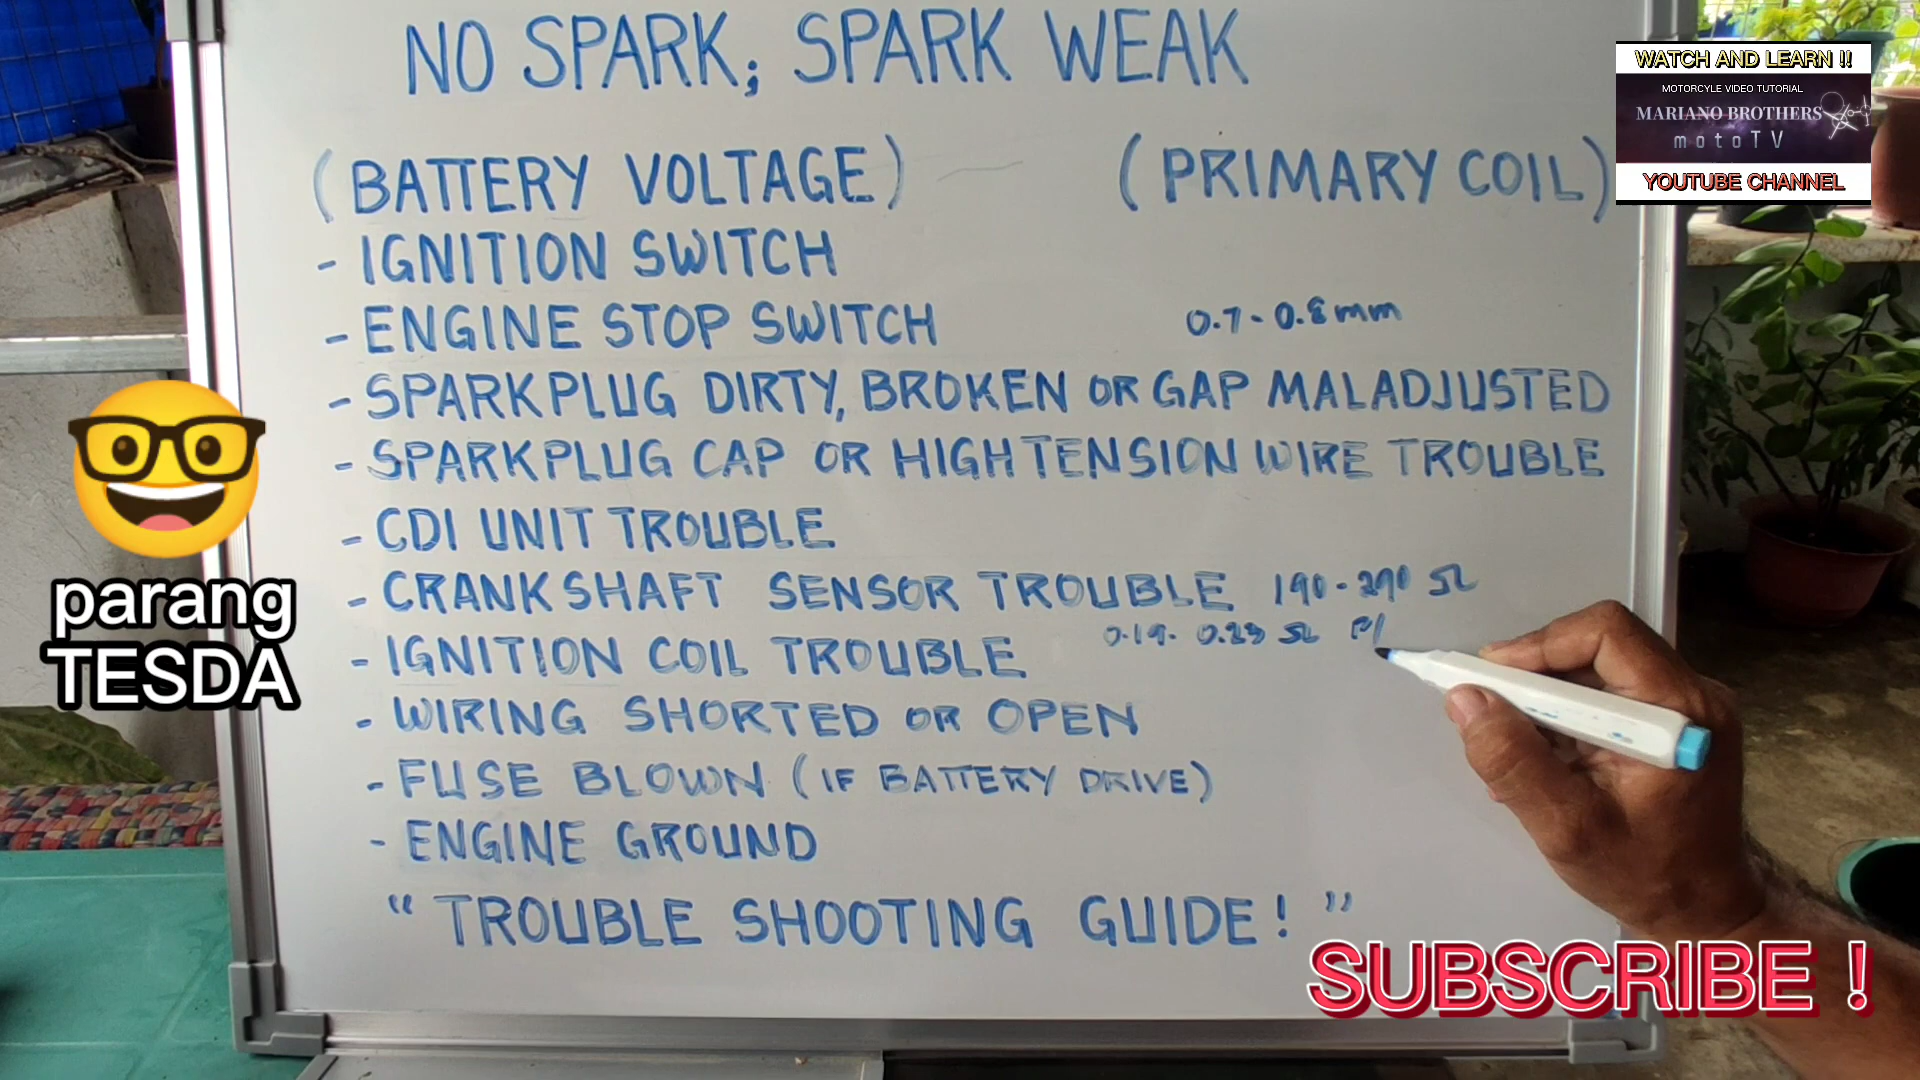 NO SPARK; SPARK WEAK
WATCH AND LEARN !!
MOTORCYLE VIDEO TUTORIAL
MARIANO BROTHERS
motoTV
YOUTUBE CHANNEL
(BATTERY VOLTAGE) (PRIMARY COIL)
- IGNITION SWITCH
- ENGINE STOP SWITCH 0.7 - 0.8mm
- SPARKPLUG DIRTY, BROKEN OR GAP MALADJUSTED
- SPARKPLUG CAP OR HIGH TENSION WIRE TROUBLE
- CDI UNIT TROUBLE
- CRANKSHAFT SENSOR TROUBLE 190 - 290 Ω
- IGNITION COIL TROUBLE 0.19 - 0.23 Ω
- WIRING SHORTED OR OPEN
- FUSE BLOWN (IF BATTERY DRIVE)
- ENGINE GROUND
"TROUBLE SHOOTING GUIDE!"
parang
TESDA
SUBSCRIBE !